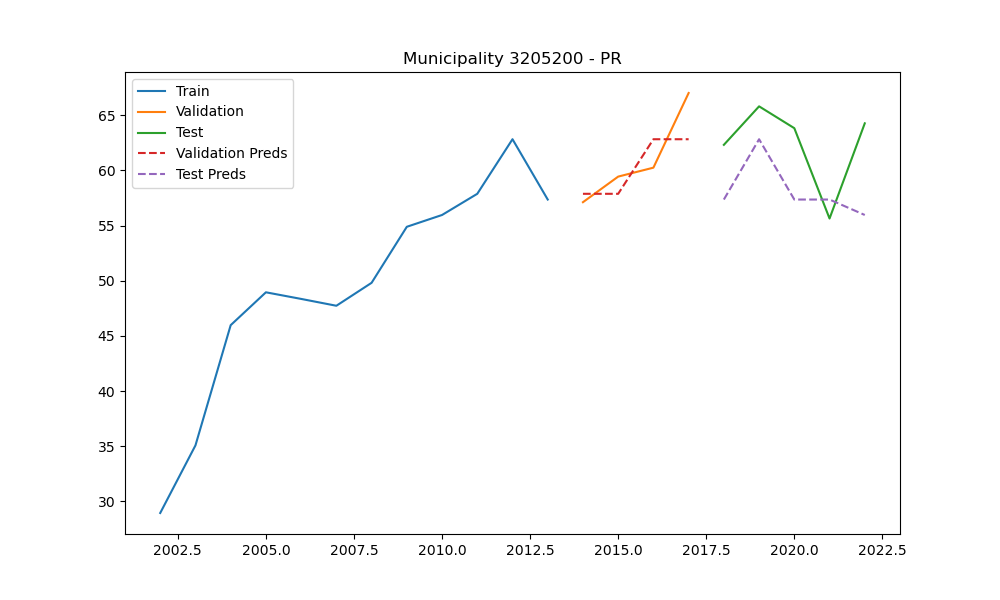 Municipality 3205200 - PR
Train
Validation
Test
Validation Preds
Test Preds
65
60
55
50
45
40
35
30
2002.5 2005.0 2007.5 2010.0 2012.5 2015.0 2017.5 2020.0 2022.5